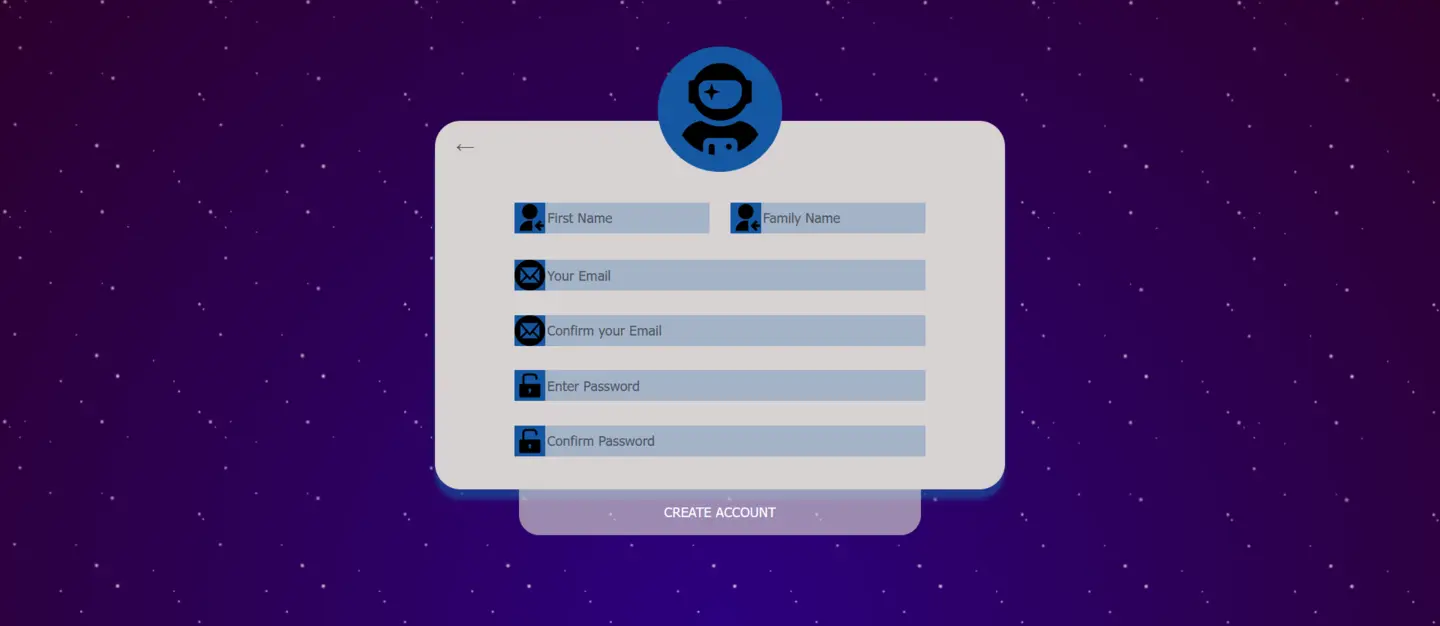 ←
First Name
Family Name
Your Email
Confirm your Email
Enter Password
Confirm Password
CREATE ACCOUNT